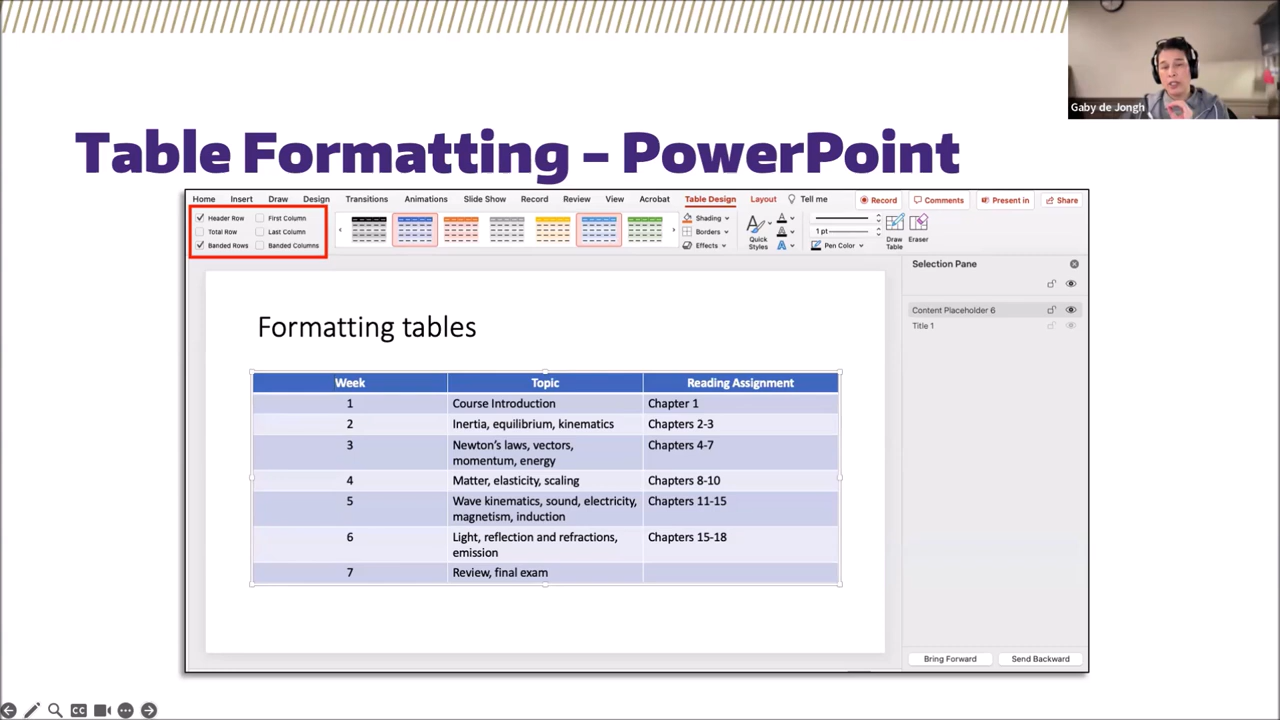 Gaby de Jongh
Table Formatting – PowerPoint
Home Insert Draw Design Transitions Animations Slide Show Record Review View Acrobat Table Design Layout Tell me Record Comments Present in Share
Header Row First Column
Total Row Last Column
Banded Rows Banded Columns
Shading
Borders
Effects
Quick Styles
1 pt
Pen Color
Draw Table
Eraser
Selection Pane
Content Placeholder 6
Title 1
Formatting tables
Week Topic Reading Assignment
1 Course Introduction Chapter 1
2 Inertia, equilibrium, kinematics Chapters 2-3
3 Newton's laws, vectors, Chapters 4-7
momentum, energy
4 Matter, elasticity, scaling Chapters 8-10
5 Wave kinematics, sound, electricity, Chapters 11-15
magnetism, induction
6 Light, reflection and refractions, Chapters 15-18
emission
7 Review, final exam
Bring Forward Send Backward
CC